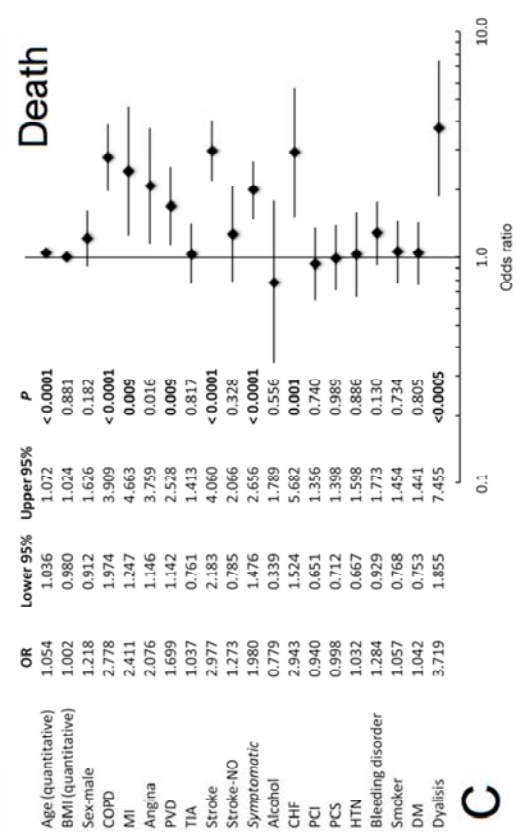 Death
OR Lower 95% Upper95% P
Age (quantitative) 1.054 1.036 1.072 < 0.0001
BMI (quantitative) 1.002 0.980 1.024 0.881
Sex-male 1.218 0.912 1.626 0.182
COPD 2.778 1.974 3.909 < 0.0001
MI 2.411 1.247 4.663 0.009
Angina 2.076 1.146 3.759 0.016
PVD 1.699 1.142 2.528 0.009
TIA 1.037 0.761 1.413 0.817
Stroke 2.977 2.183 4.060 < 0.0001
Stroke-NO 1.273 0.785 2.066 0.328
Symptomatic 1.980 1.476 2.656 < 0.0001
Alcohol 0.779 0.339 1.789 0.556
CHF 2.943 1.524 5.682 0.001
PCI 0.940 0.651 1.356 0.740
PCS 0.998 0.712 1.398 0.989
HTN 1.032 0.667 1.598 0.886
Bleeding disorder 1.284 0.929 1.773 0.130
Smoker 1.057 0.768 1.454 0.734
DM 1.042 0.753 1.441 0.805
Dyalisis 3.719 1.855 7.455 <0.0005
0.1 1.0 10.0
Odds ratio
C